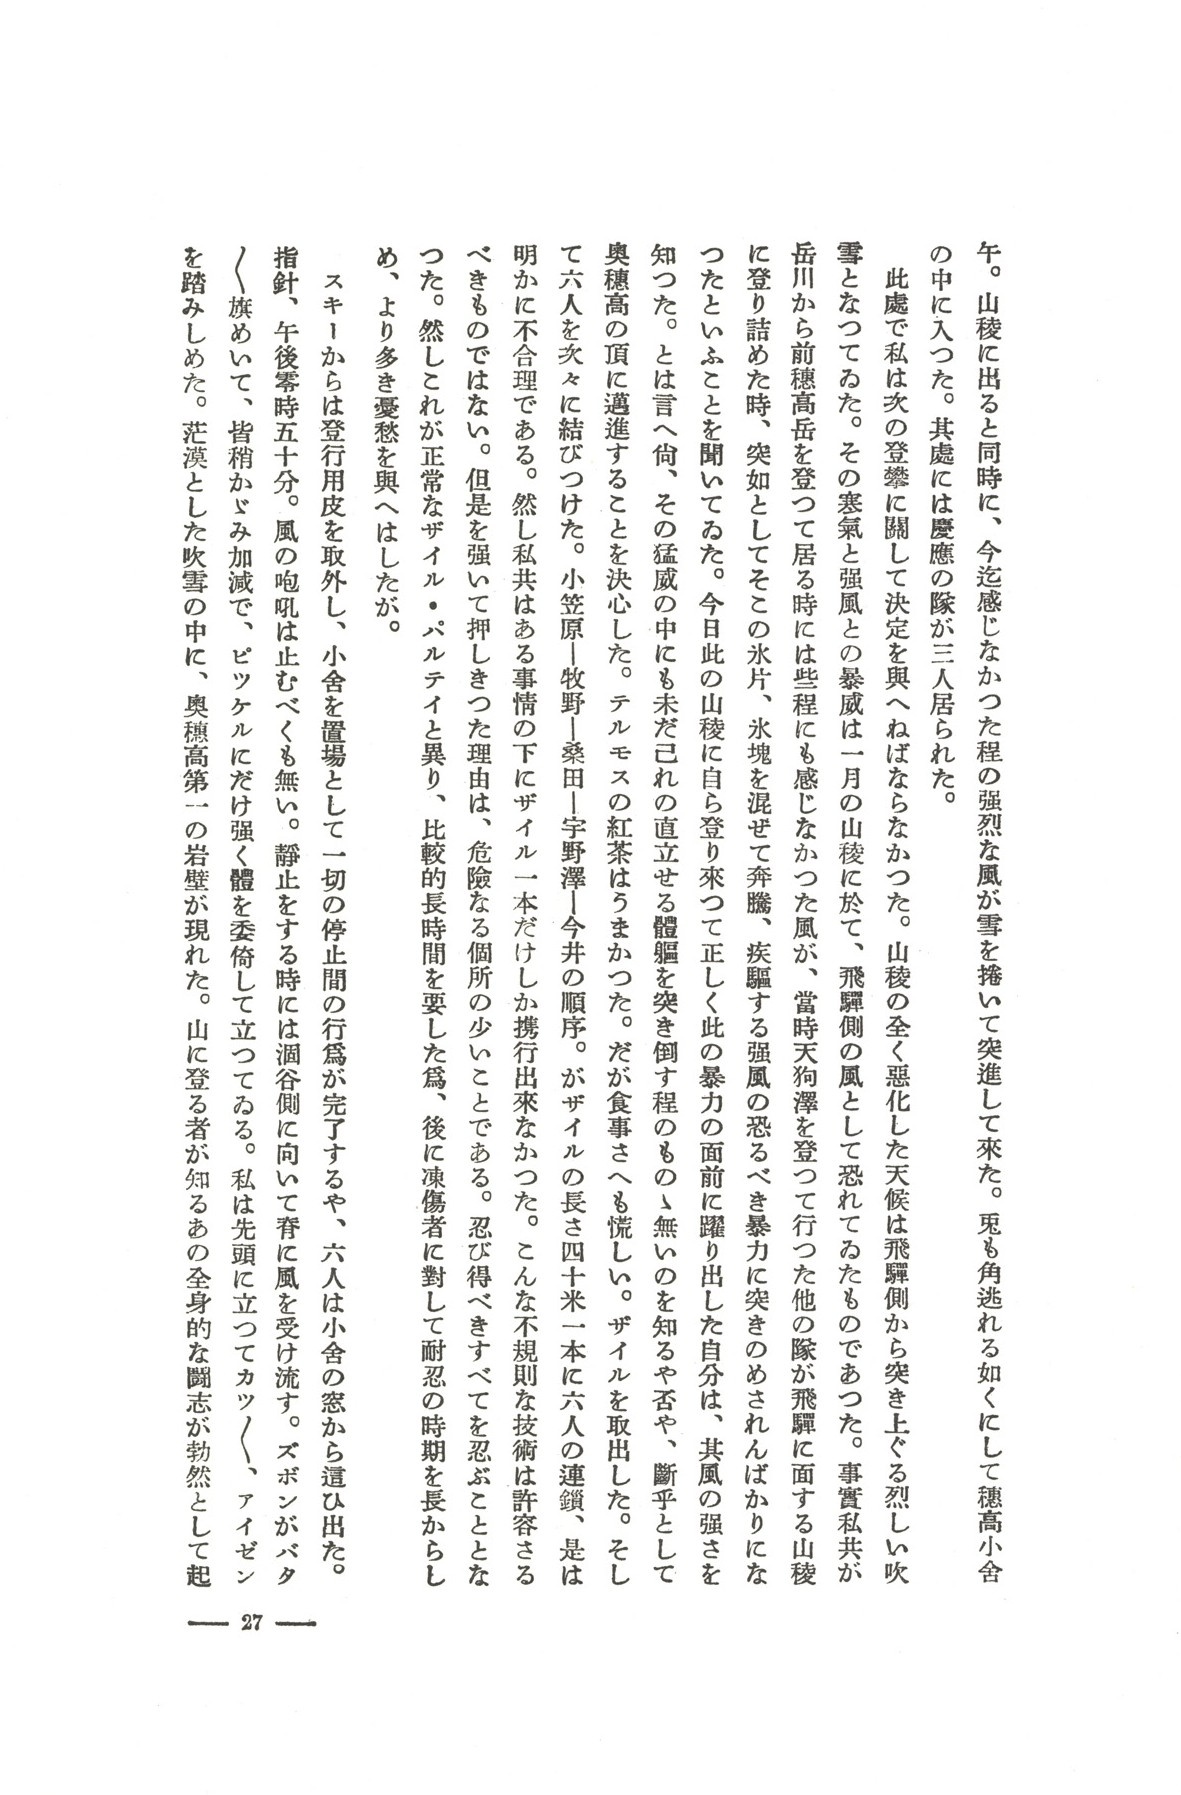 午。山稜に出ると同時に、今迄感じなかつた程の强烈な風が雪を捲いて突進して來た。兎も角逃れる如くにして穗高小舍
の中に入つた。其處には慶應の隊が三人居られた。
此處で私は次の登攀に關して決定を與へねばならなかつた。山稜の全く惡化した天候は飛驒側から突き上ぐる烈しい吹
雪となつてゐた。その寒氣と强風との暴威は一月の山稜に於て、飛驒側の風として恐れてゐたものであつた。事實私共が
岳川から前穗高岳を登つて居る時には些程にも感じなかつた風が、當時天狗澤を登つて行つた他の隊が飛驒に面する山稜
に登り詰めた時、突如としてそこの氷片、氷塊を混ぜて奔騰、疾驅する强風の恐るべき暴力に突きのめされんばかりにな
つたといふことを聞いてゐた。今日此の山稜に自ら登り來つて正しく此の暴力の面前に躍り出した自分は、其風の强さを
知つた。とは言へ尙、その猛威の中にも未だ己れの直立せる體軀を突き倒す程のものゝ無いのを知るや否や、斷乎として
奧穗高の頂に邁進することを決心した。テルモスの紅茶はうまかつた。だが食事さへも慌しい。ザイルを取出した。そし
て六人を次々に結びつけた。小笠原―牧野―桑田―宇野澤―今井の順序。がザイルの長さ四十米一本に六人の連鎻、是は
明かに不合理である。然し私共はある事情の下にザイル一本だけしか携行出來なかつた。こんな不規則な技術は許容さる
べきものではない。但是を强いて押しきつた理由は、危險なる個所の少いことである。忍び得べきすべてを忍ぶこととな
つた。然しこれが正常なザイル・パルテイと異り、比較的長時間を要した爲、後に凍傷者に對して耐忍の時期を長からし
め、より多き憂愁を與へはしたが。
スキーからは登行用皮を取外し、小舍を置場として一切の停止間の行爲が完了するや、六人は小舍の窓から這ひ出た。
指針、午後零時五十分。風の咆吼は止むべくも無い。靜止をする時には涸谷側に向いて脊に風を受け流す。ズボンがバタ
〳〵旗めいて、皆稍かゞみ加減で、ピツケルにだけ强く體を委倚して立つてゐる。私は先頭に立つてカツ〳〵、アイゼン
を踏みしめた。茫漠とした吹雪の中に、奧穗高第一の岩壁が現れた。山に登る者が知るあの全身的な鬪志が勃然として起
— 27 —